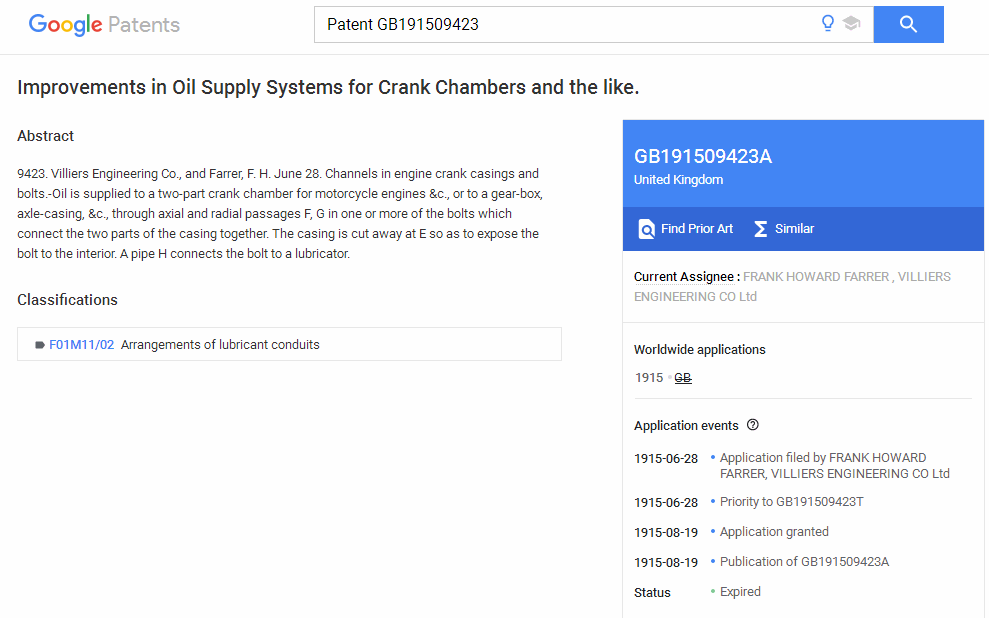 Google Patents
Patent GB191509423
Improvements in Oil Supply Systems for Crank Chambers and the like.
Abstract
9423. Villiers Engineering Co., and Farrer, F. H. June 28. Channels in engine crank casings and
bolts.-Oil is supplied to a two-part crank chamber for motorcycle engines &c., or to a gear-box,
axle-casing, &c., through axial and radial passages F, G in one or more of the bolts which
connect the two parts of the casing together. The casing is cut away at E so as to expose the
bolt to the interior. A pipe H connects the bolt to a lubricator.
Classifications
F01M11/02 Arrangements of lubricant conduits
GB191509423A
United Kingdom
Find Prior Art Similar
Current Assignee : FRANK HOWARD FARRER , VILLIERS
ENGINEERING CO Ltd
Worldwide applications
1915 GB
Application events
1915-06-28 Application filed by FRANK HOWARD
FARRER, VILLIERS ENGINEERING CO Ltd
1915-06-28 Priority to GB191509423T
1915-08-19 Application granted
1915-08-19 Publication of GB191509423A
Status Expired